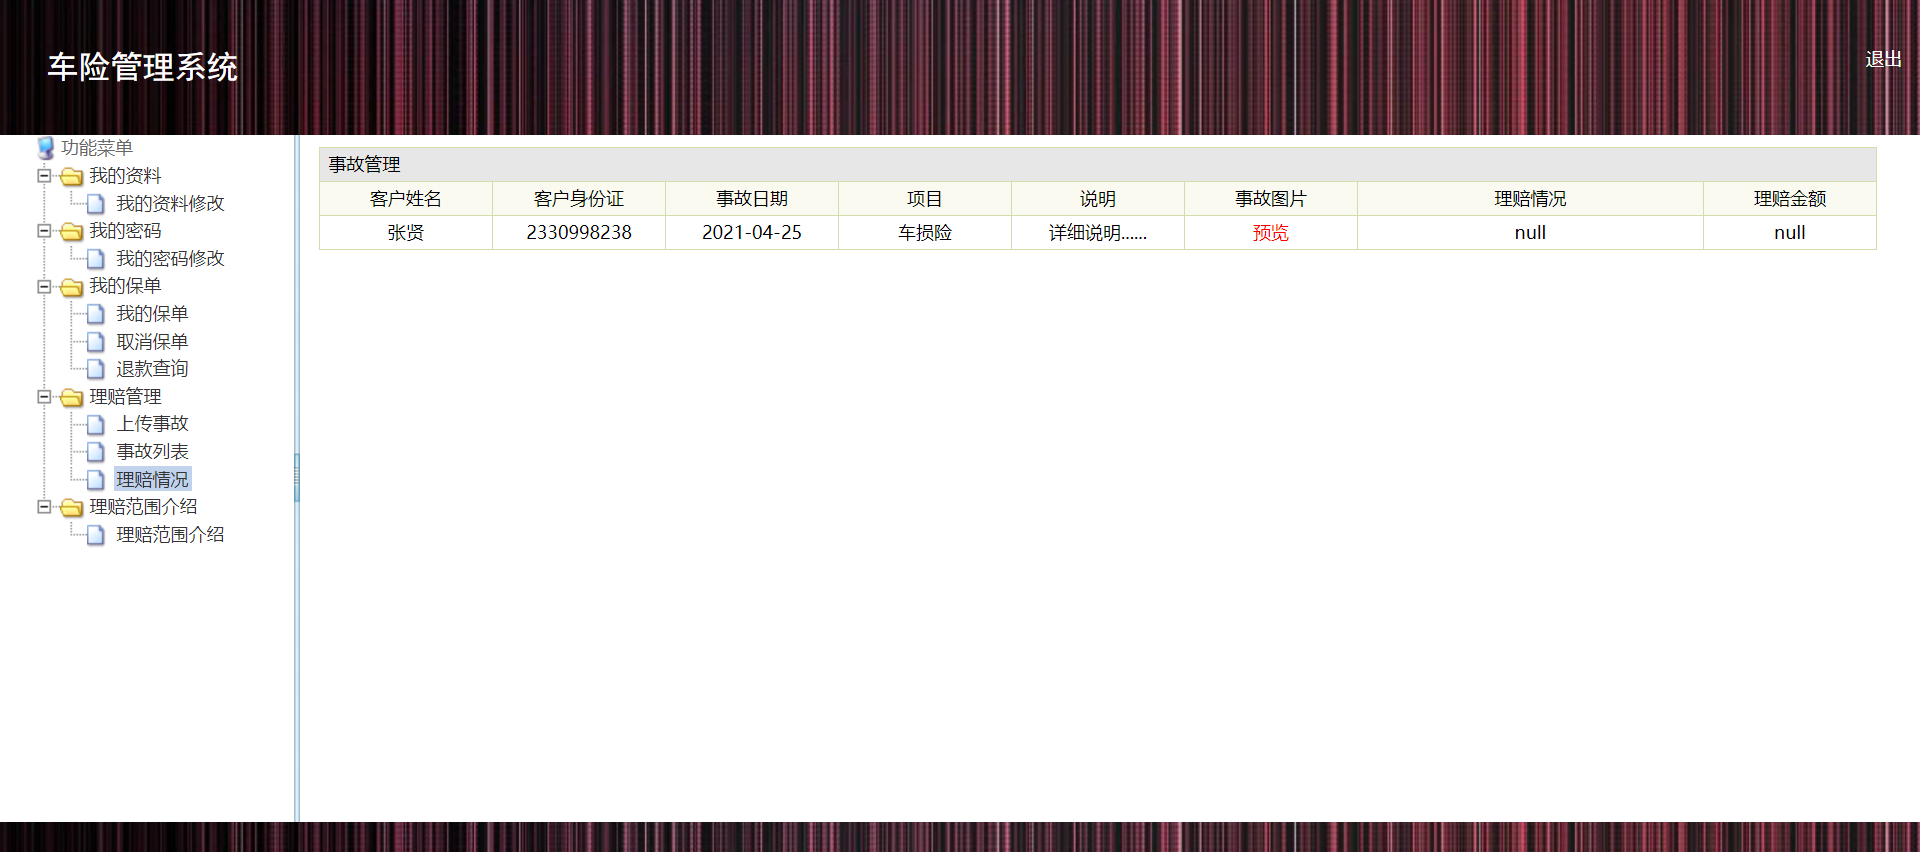 车险管理系统
退出
功能菜单
我的资料
我的资料修改
我的密码
我的密码修改
我的保单
我的保单
取消保单
退款查询
理赔管理
上传事故
事故列表
理赔情况
理赔范围介绍
理赔范围介绍
事故管理
客户姓名 客户身份证 事故日期 项目 说明 事故图片 理赔情况 理赔金额
张贤 2330998238 2021-04-25 车损险 详细说明...... 预览 null null